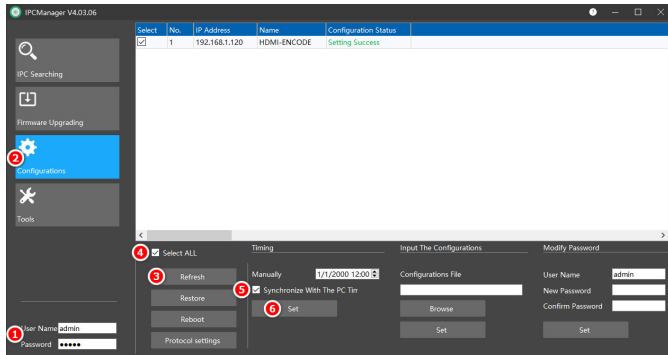 IPCManager V4.03.06
Select No. IP Address Name Configuration Status
1 192.168.1.120 HDMI-ENCODE Setting Success
IPC Searching
Firmware Upgrading
2
Configurations
Tools
4 Select ALL
Timing
Input The Configurations
Modify Password
3 Refresh
Manually 1/1/2000 12:00
Configurations File
User Name admin
5 Synchronize With The PC Tim
New Password
Restore
6 Set
Browse
Confirm Password
Reboot
Set
Set
Protocol settings
1 User Name admin
Password •••••